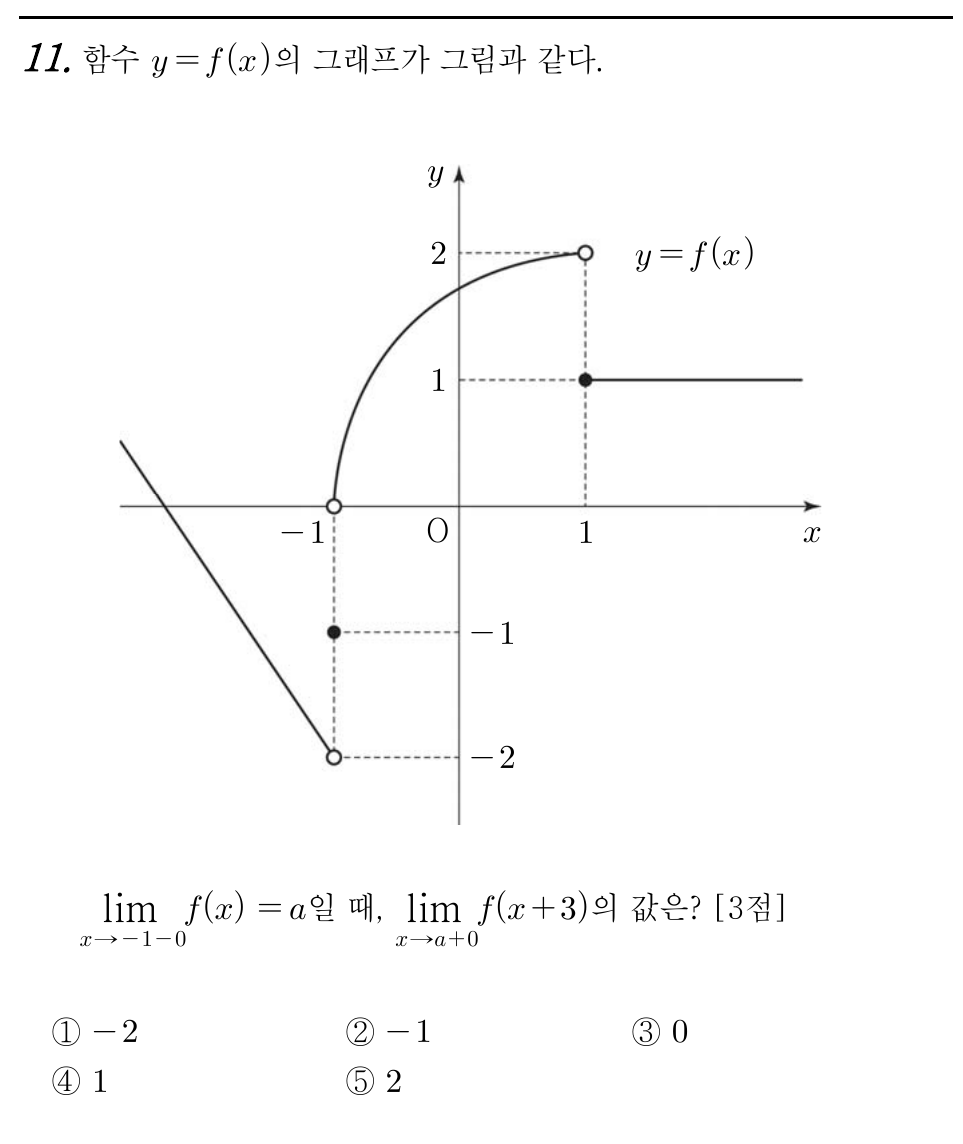 11. 함수 y=f(x)의 그래프가 그림과 같다.
y
2
y=f(x)
1
-1
O
1
x
-1
-2
lim f(x) = a일 때, lim f(x+3)의 값은? [3점]
x→-1-0 x→a+0
① -2 ② -1 ③ 0
④ 1 ⑤ 2